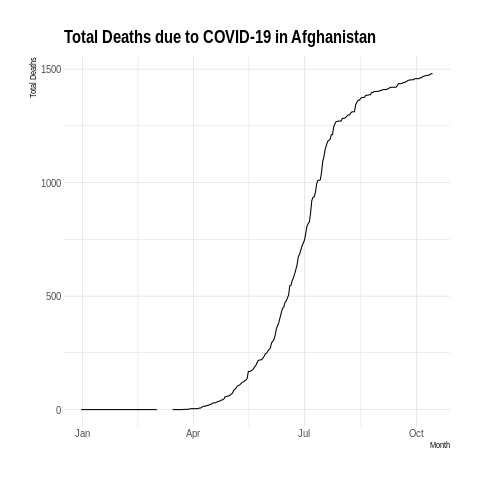 Total Deaths due to COVID-19 in Afghanistan
Total Deaths
1500
1000
500
0
Jan Apr Jul Oct
Month